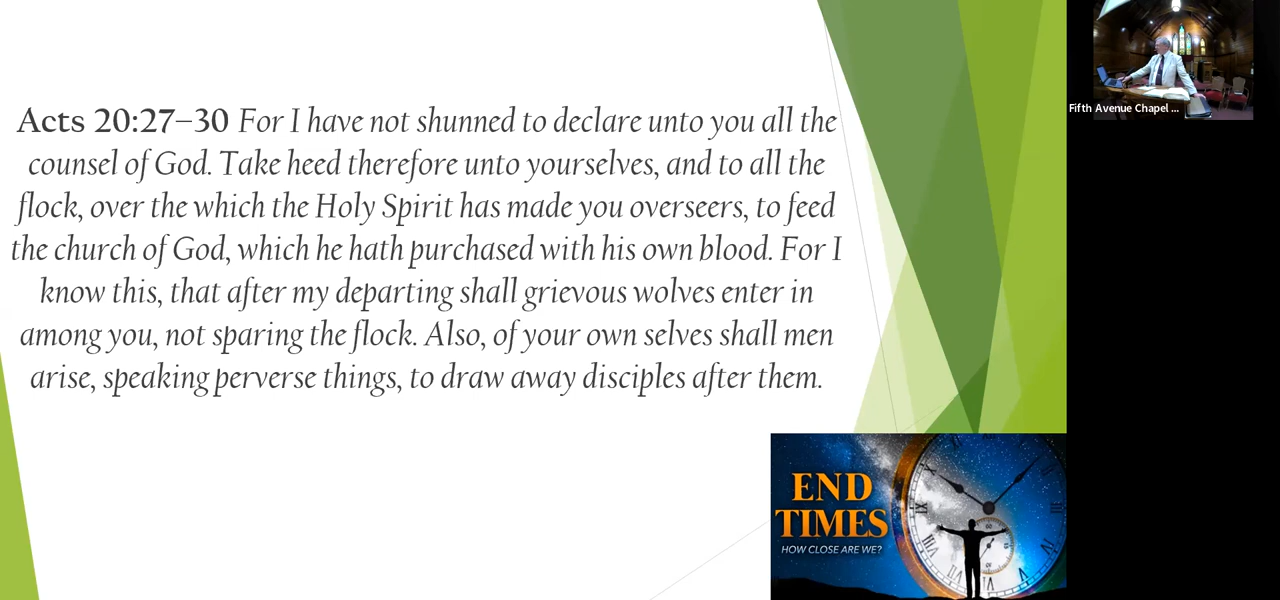 Acts 20:27–30 For I have not shunned to declare unto you all the
counsel of God. Take heed therefore unto yourselves, and to all the
flock, over the which the Holy Spirit has made you overseers, to feed
the church of God, which he hath purchased with his own blood. For I
know this, that after my departing shall grievous wolves enter in
among you, not sparing the flock. Also, of your own selves shall men
arise, speaking perverse things, to draw away disciples after them.
END
TIMES
HOW CLOSE ARE WE?
Fifth Avenue Chapel ...